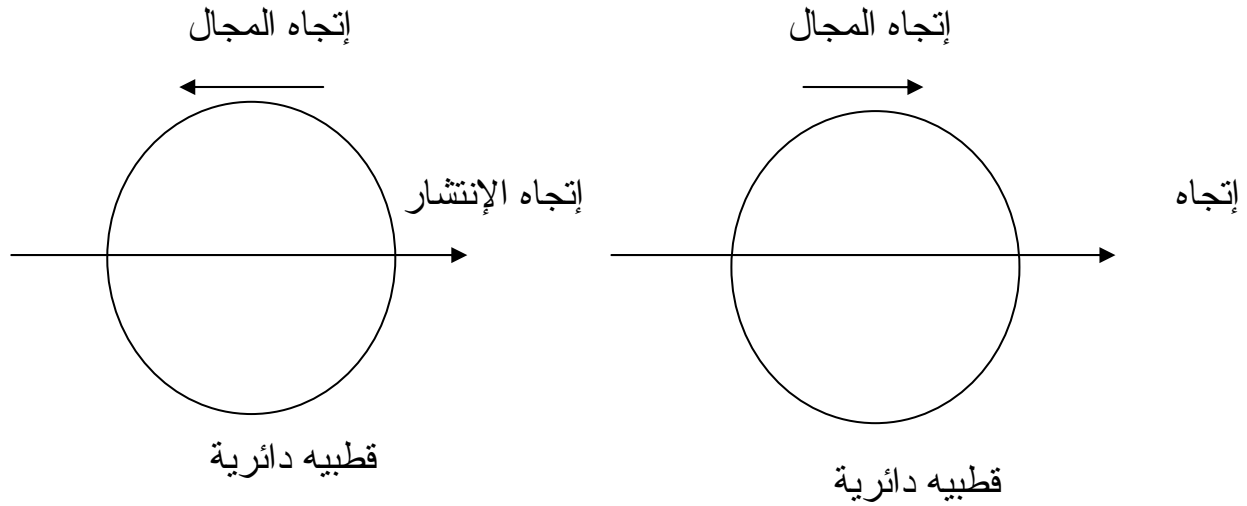 إتجاه المجال
إتجاه المجال
إتجاه الإنتشار
إتجاه
قطبيه دائرية
قطبيه دائرية